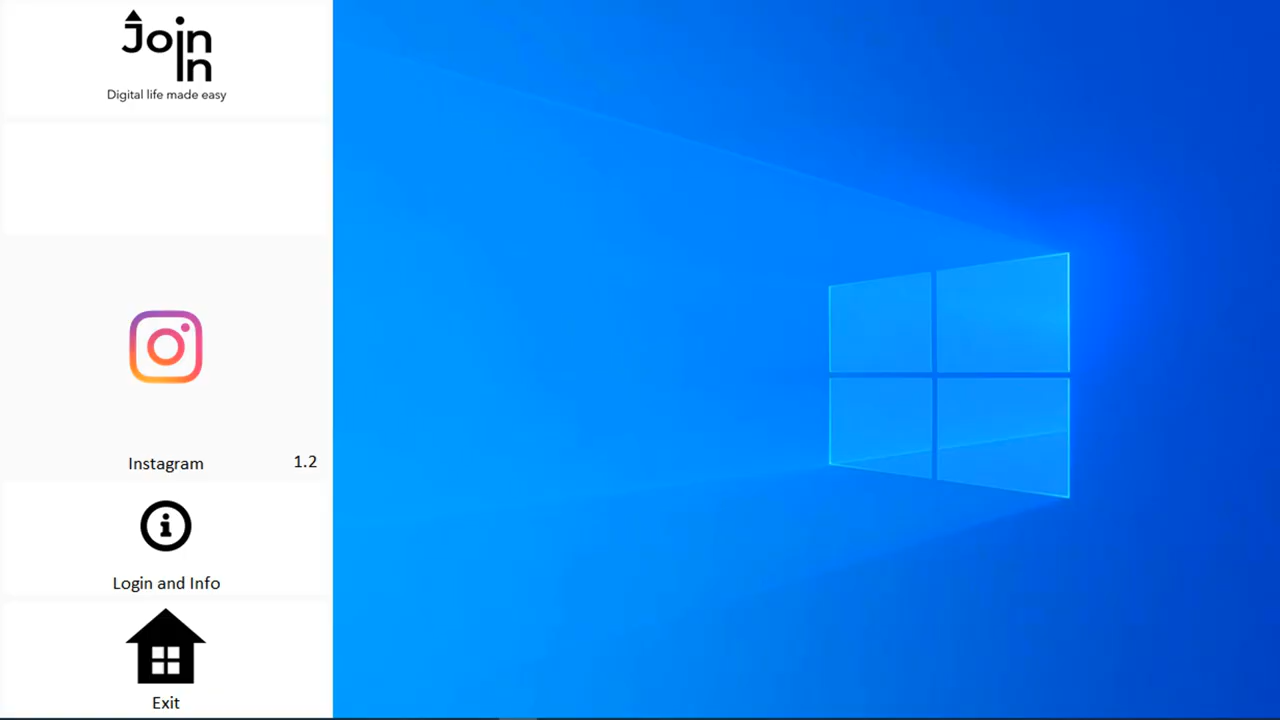 Join
In
Digital life made easy
Instagram
1.2
Login and Info
Exit